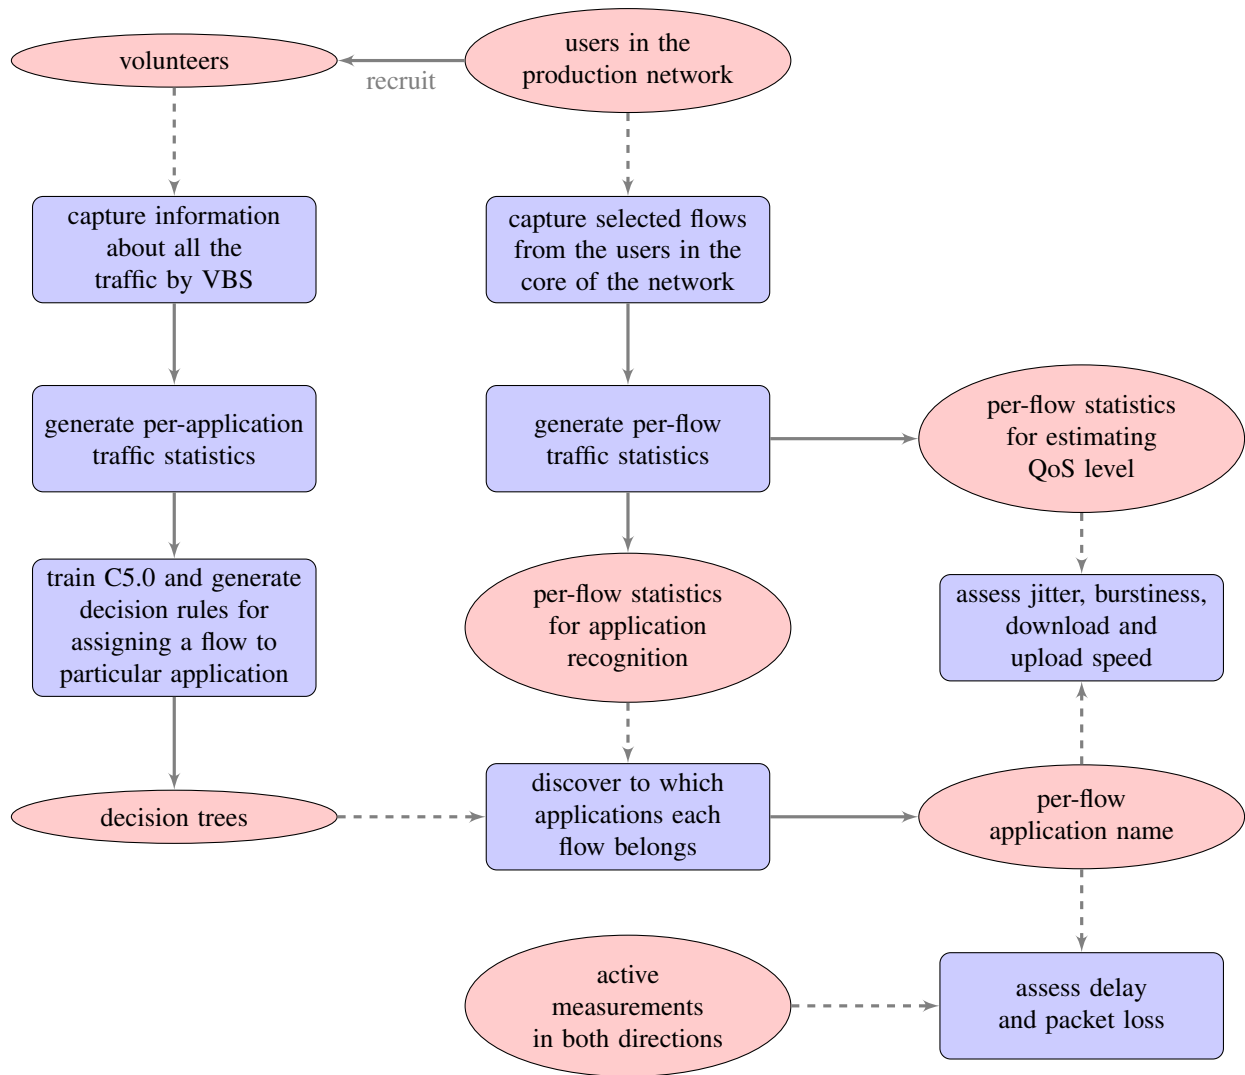 volunteers
users in the
production network
recruit
capture information
about all the
traffic by VBS
capture selected flows
from the users in the
core of the network
generate per-application
traffic statistics
generate per-flow
traffic statistics
per-flow statistics
for estimating
QoS level
train C5.0 and generate
decision rules for
assigning a flow to
particular application
per-flow statistics
for application
recognition
assess jitter, burstiness,
download and
upload speed
decision trees
discover to which
applications each
flow belongs
per-flow
application name
active
measurements
in both directions
assess delay
and packet loss